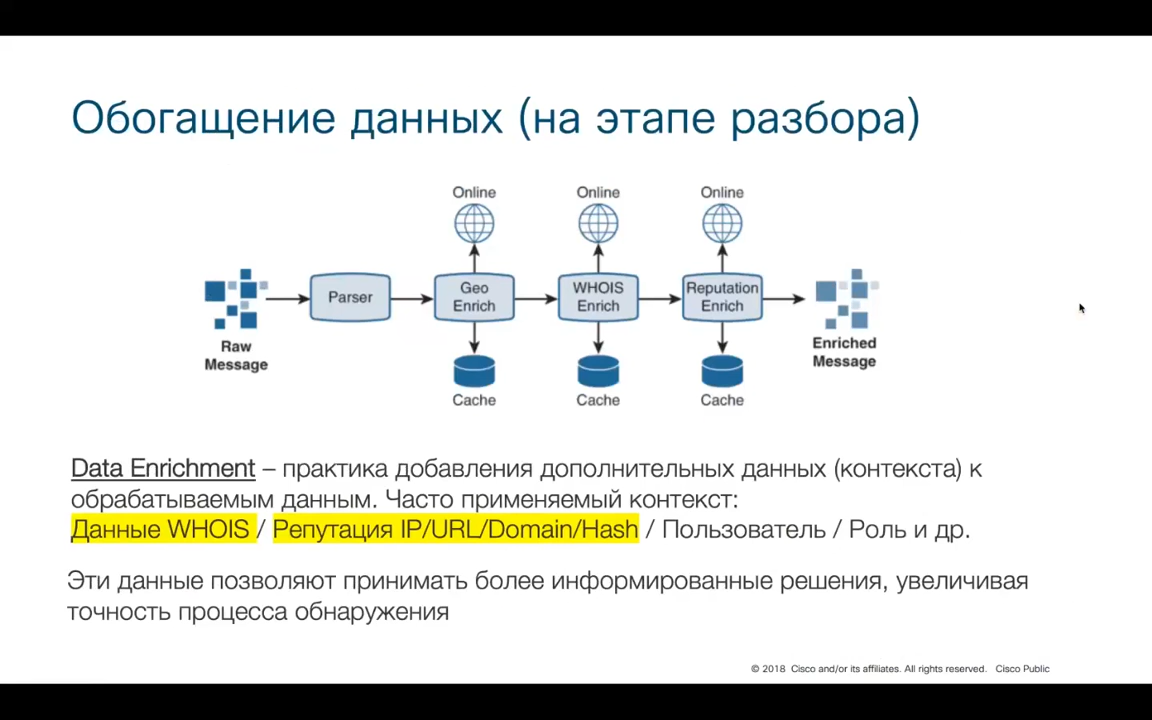 Обогащение данных (на этапе разбора)
Online Online Online
Parser
Geo
Enrich
WHOIS
Enrich
Reputation
Enrich
Raw
Message
Enriched
Message
Cache Cache Cache
Data Enrichment – практика добавления дополнительных данных (контекста) к
обрабатываемым данным. Часто применяемый контекст:
Данные WHOIS / Репутация IP/URL/Domain/Hash / Пользователь / Роль и др.
Эти данные позволяют принимать более информированные решения, увеличивая
точность процесса обнаружения
© 2018 Cisco and/or its affiliates. All rights reserved. Cisco Public